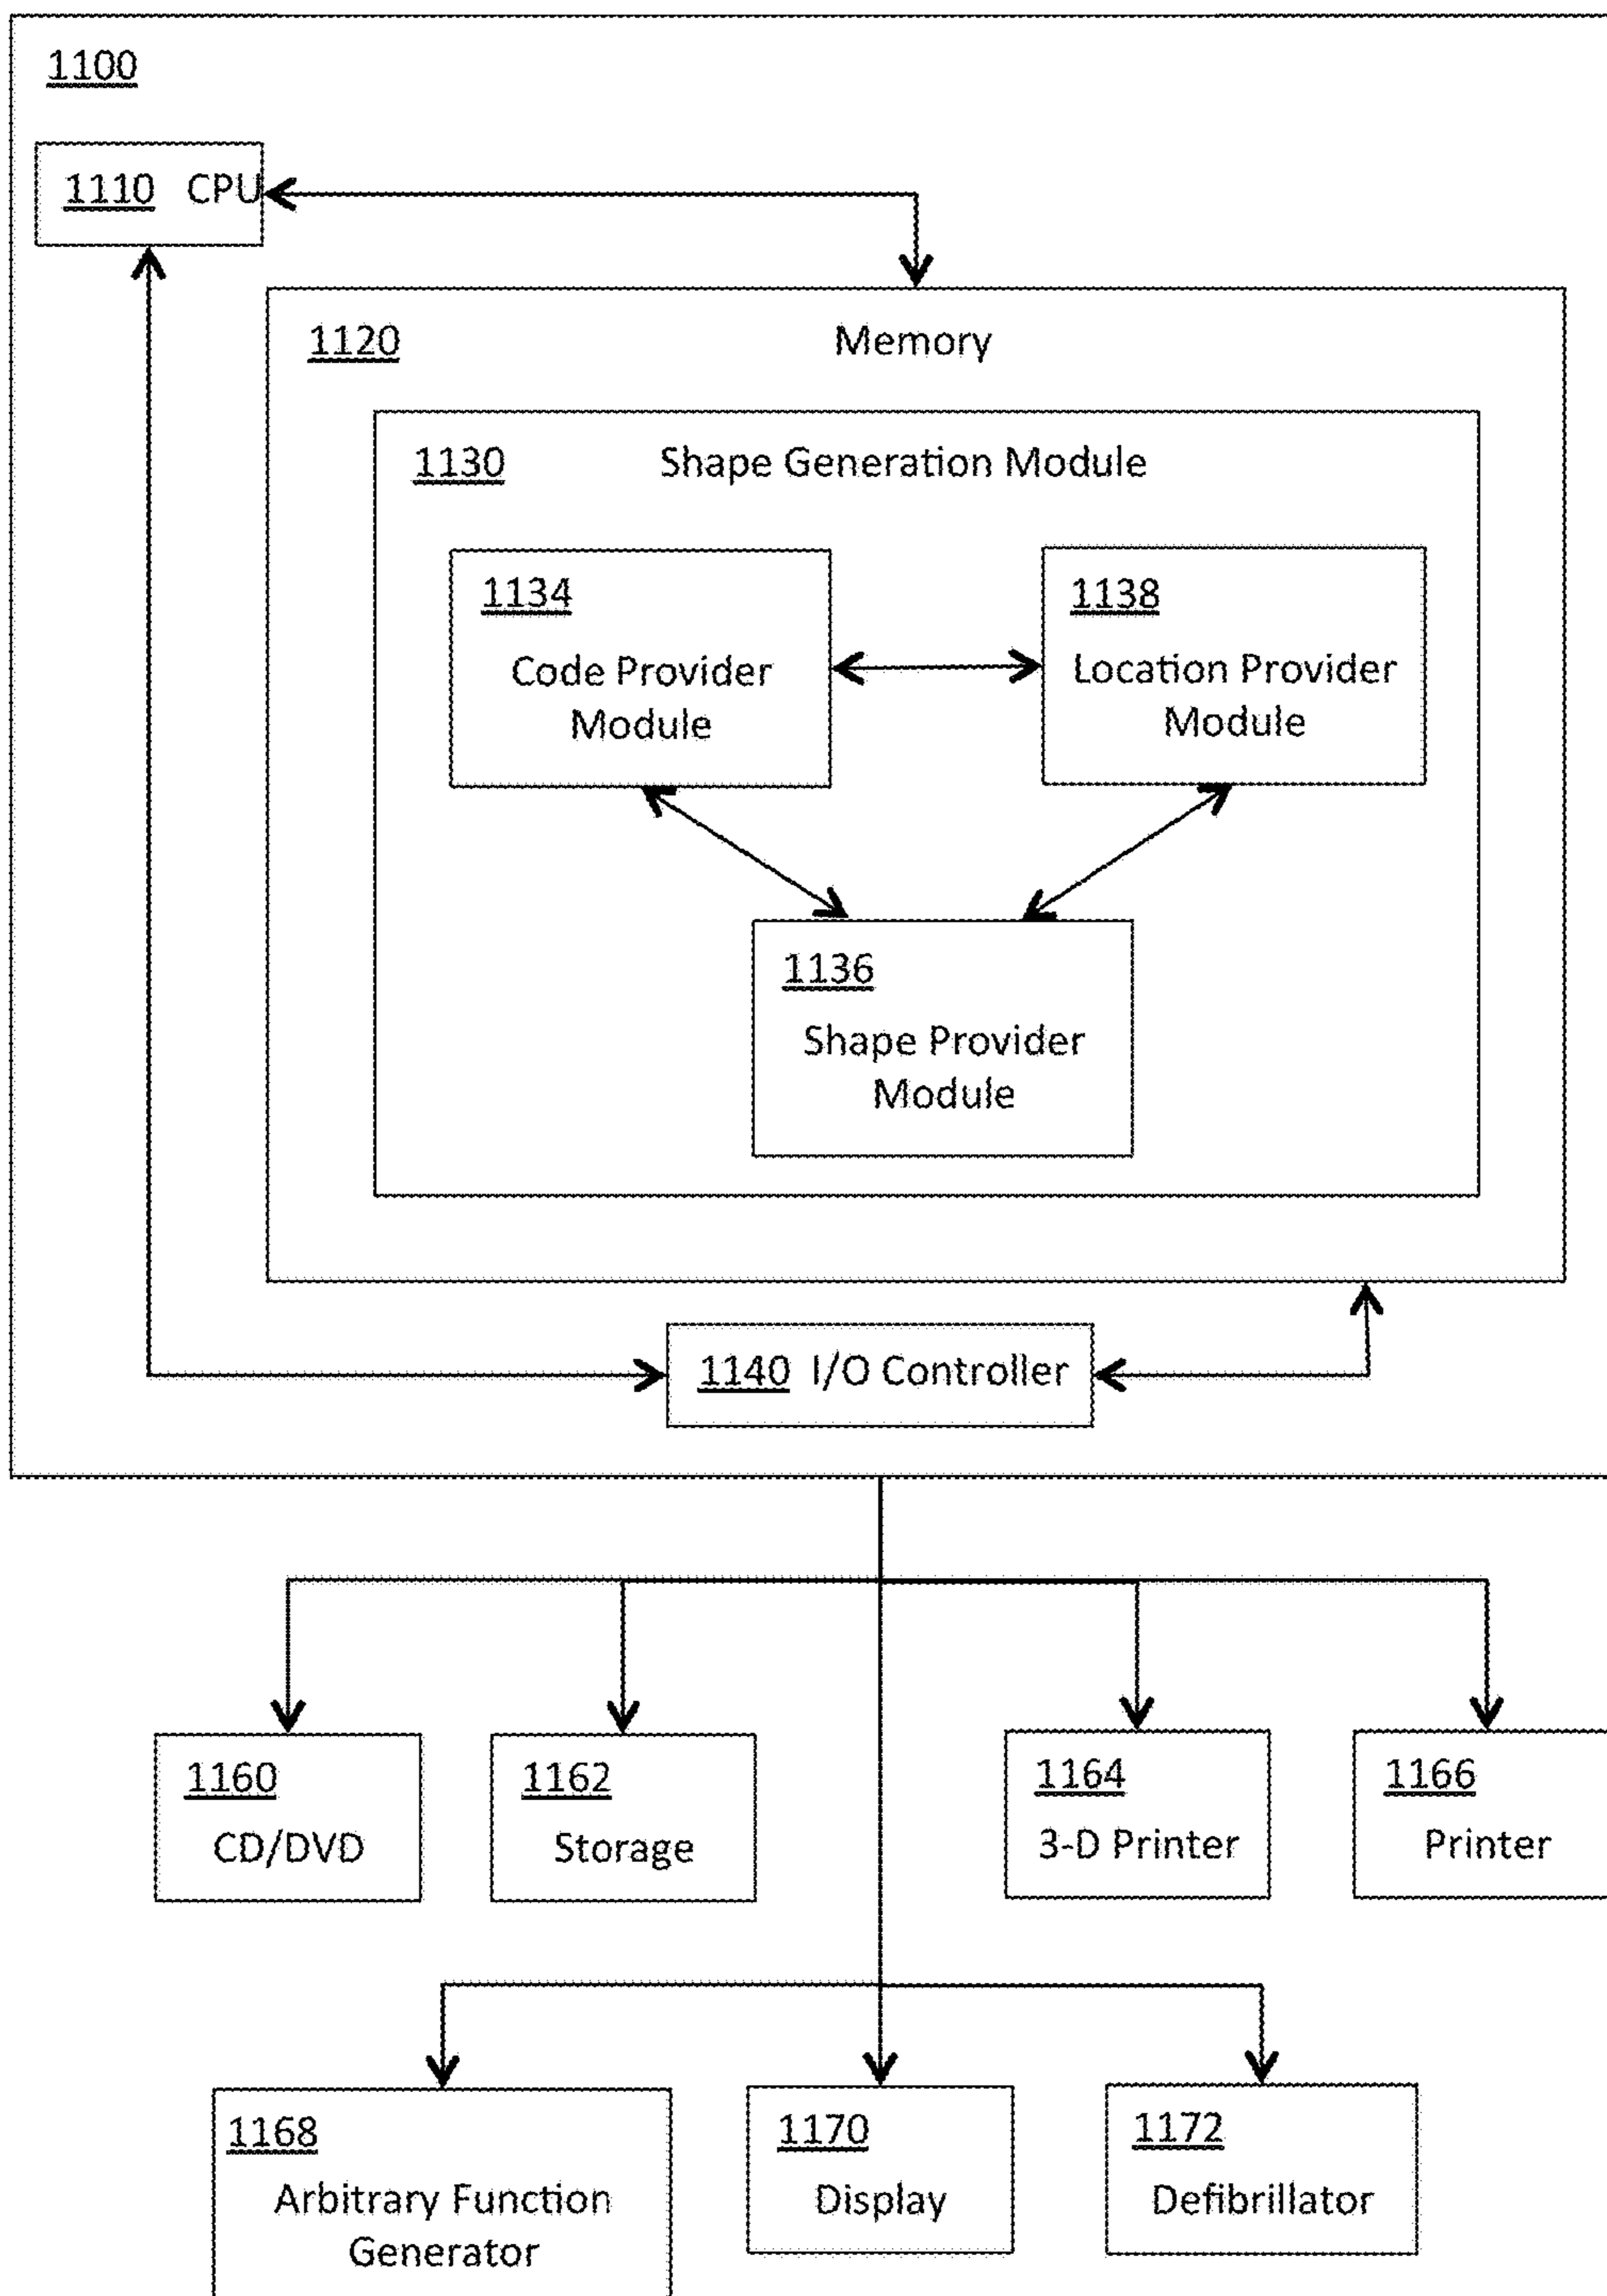 1100
1110 CPU
1120 Memory
1130 Shape Generation Module
1134
Code Provider
Module
1138
Location Provider
Module
1136
Shape Provider
Module
1140 I/O Controller
1160
CD/DVD
1162
Storage
1164
3-D Printer
1166
Printer
1168
Arbitrary Function
Generator
1170
Display
1172
Defibrillator